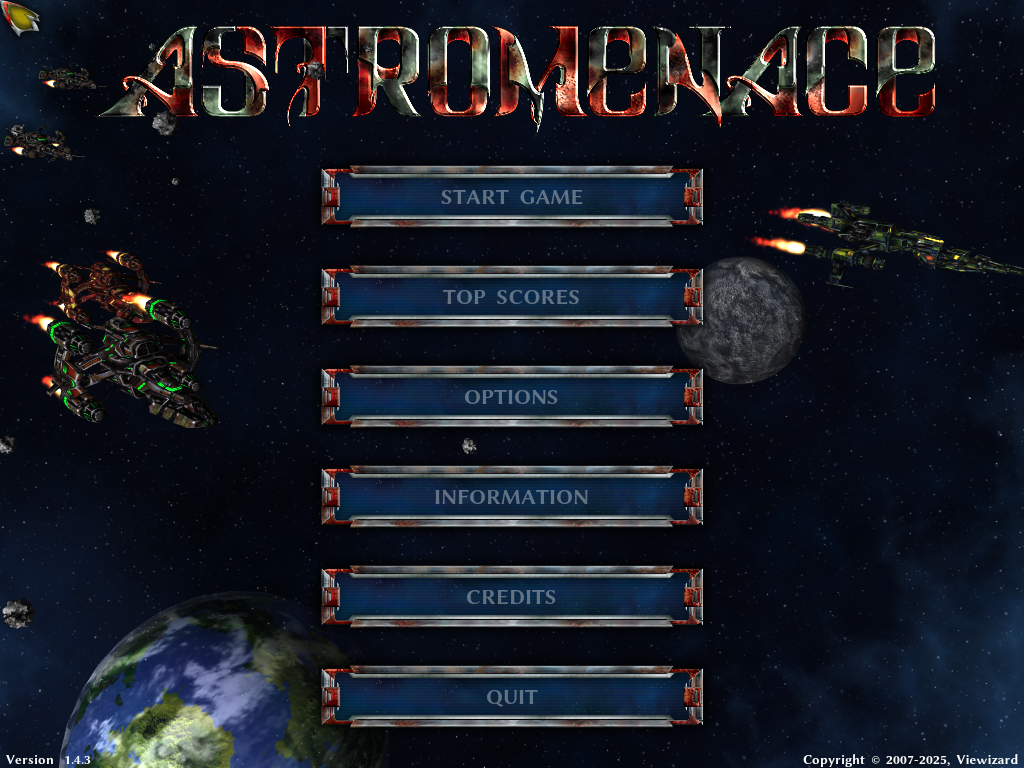 ASTROMENACE
START GAME
TOP SCORES
OPTIONS
INFORMATION
CREDITS
QUIT
Version 1.4.3
Copyright © 2007-2025, Viewizard